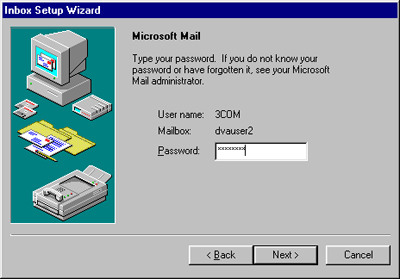 Inbox Setup Wizard
Microsoft Mail
Type your password. If you do not know your
password or have forgotten it, see your Microsoft
Mail administrator.
User name: 3COM
Mailbox: dvauser2
Password: xxxxxxxx
< Back Next > Cancel